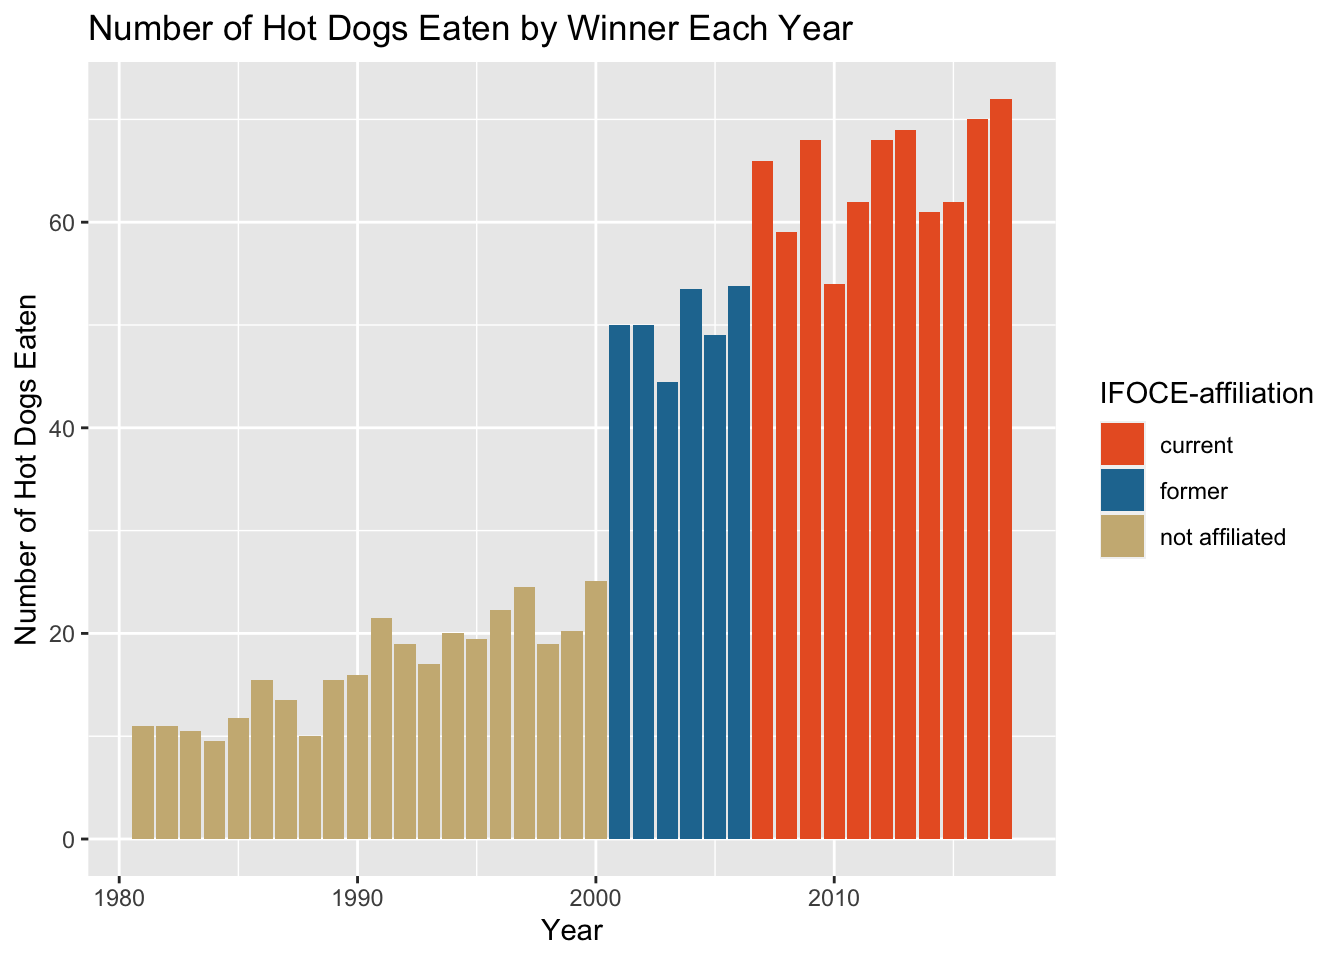 Number of Hot Dogs Eaten by Winner Each Year
Number of Hot Dogs Eaten
60
40
20
0
1980
1990
2000
2010
Year
IFOCE-affiliation
current
former
not affiliated